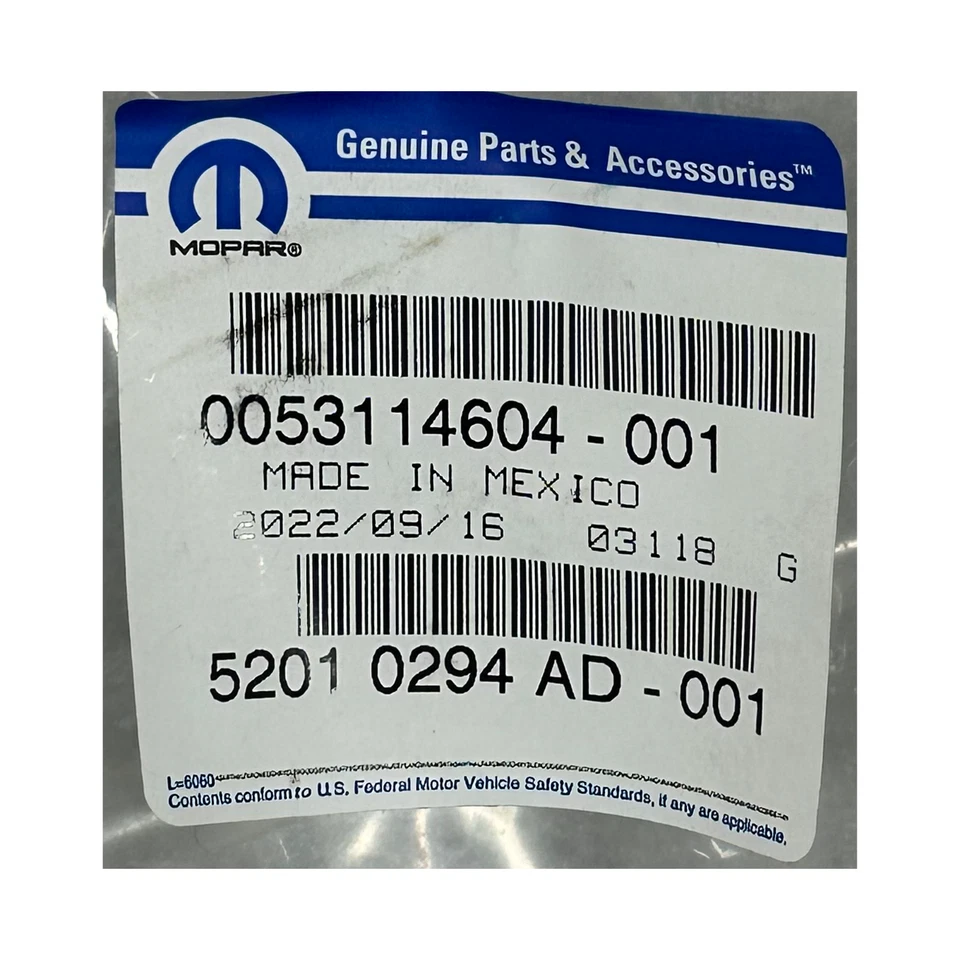 Genuine Parts & Accessories™
MOPAR®
0053114604 - 001
MADE IN MEXICO
2022/09/16 03118 G
5201 0294 AD - 001
L=6060
Contents conform to U.S. Federal Motor Vehicle Safety Standards, if any are applicable.